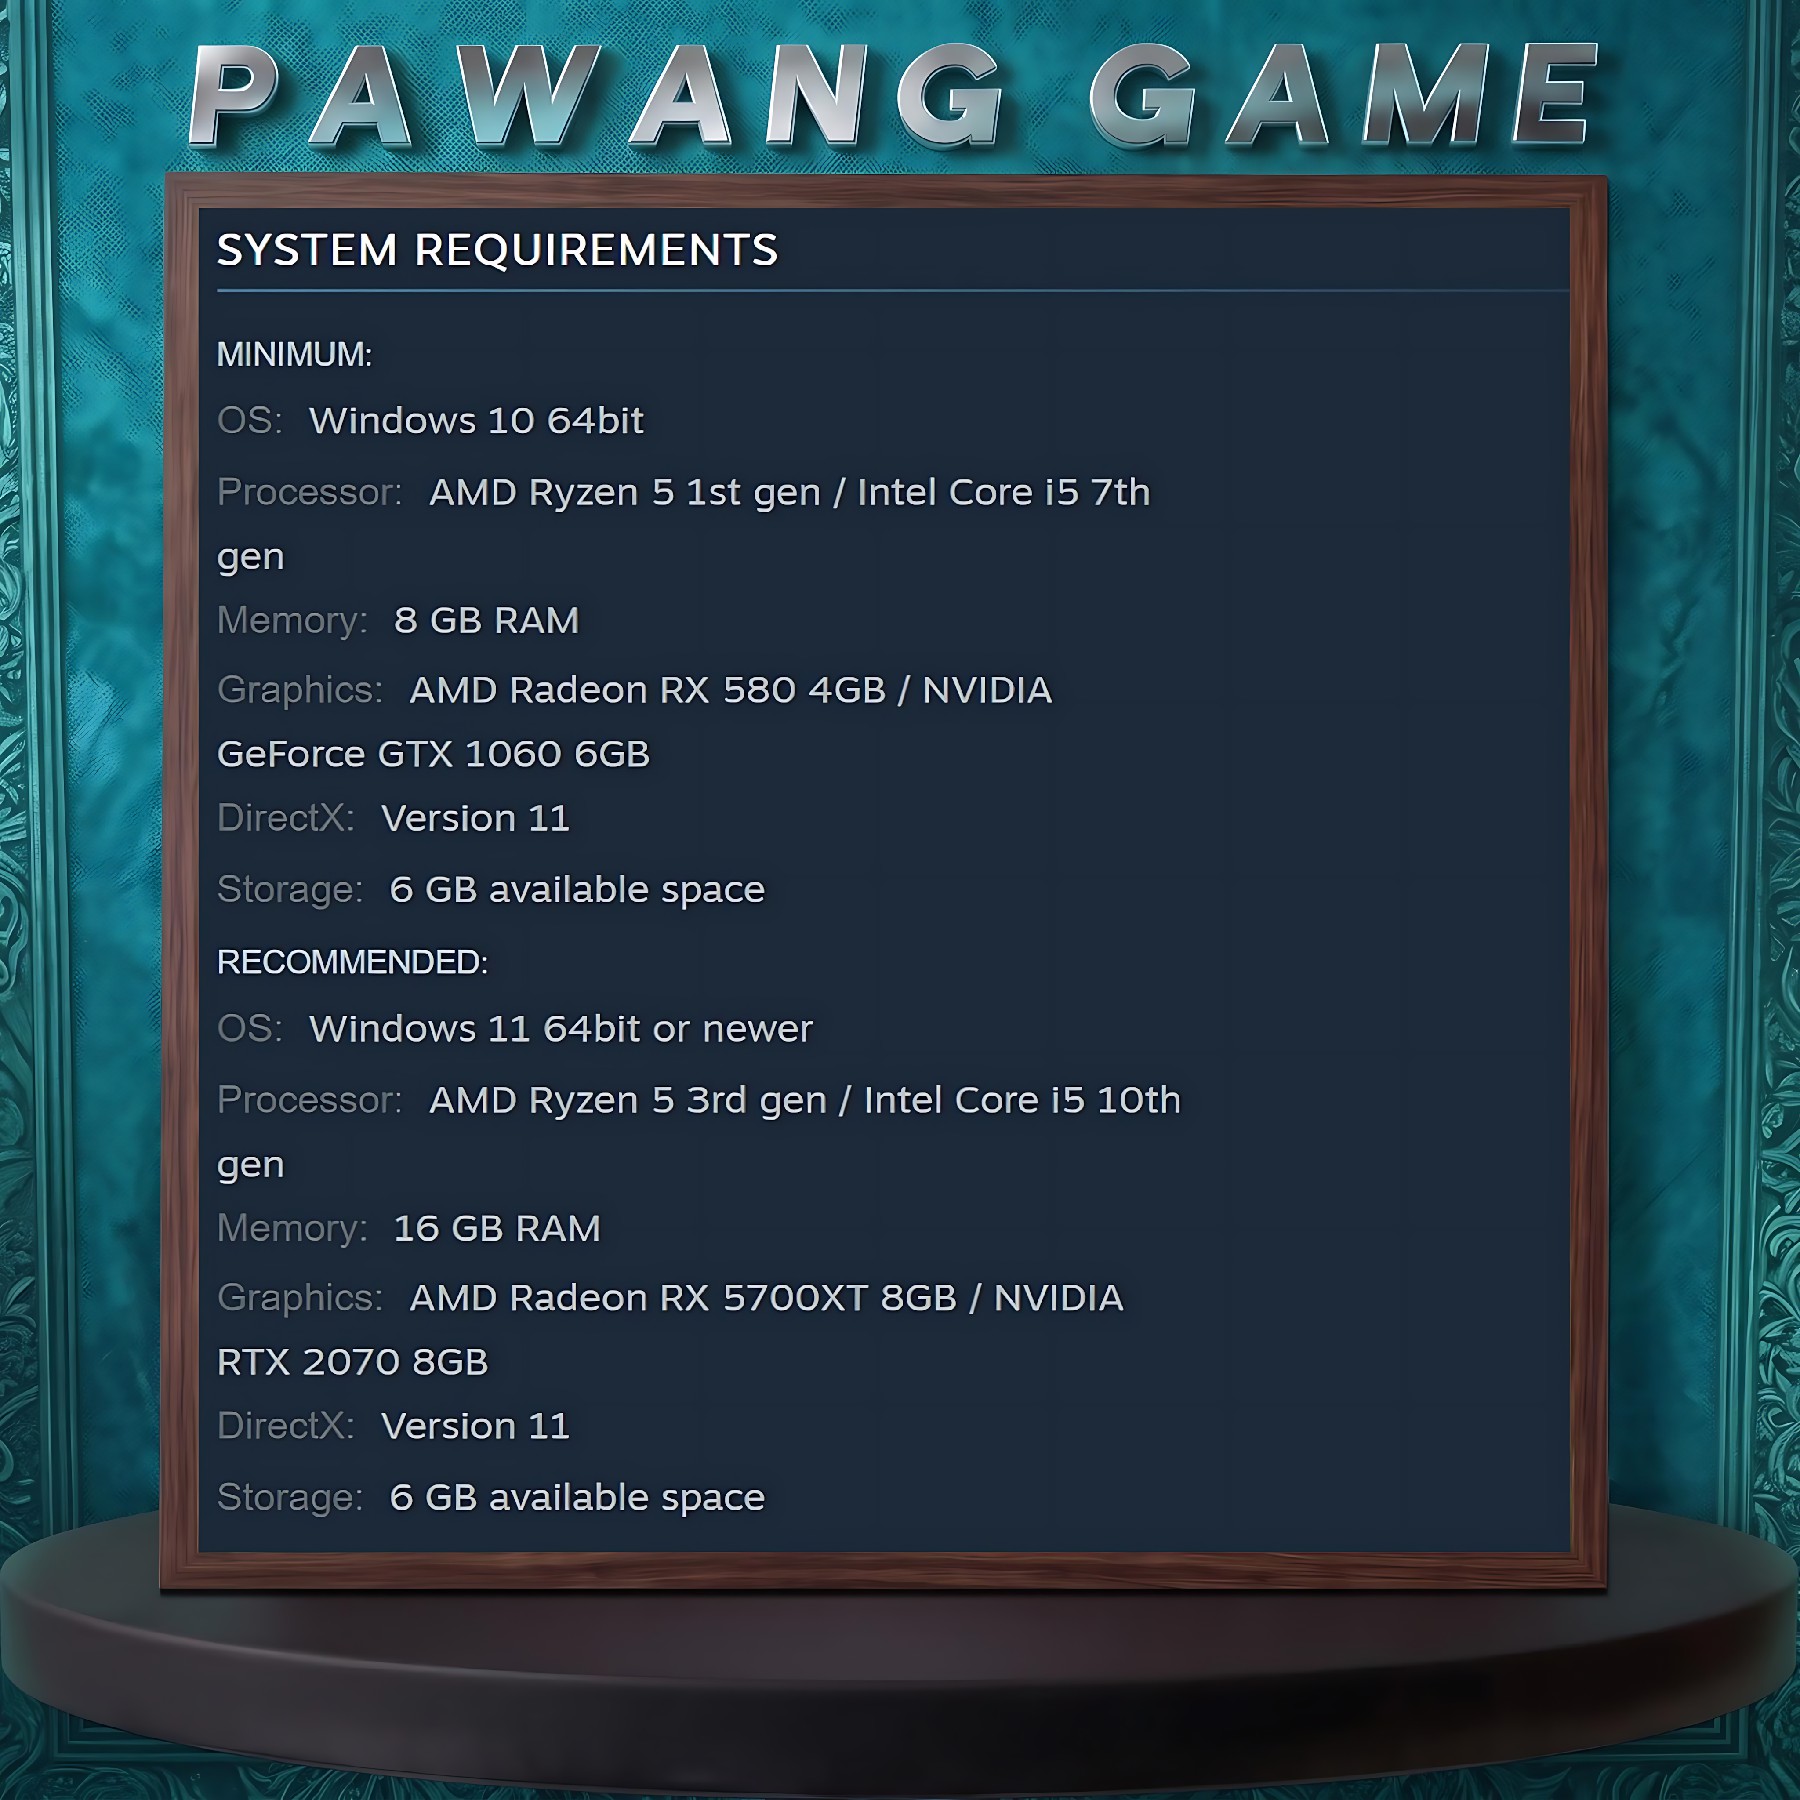 PAWANG GAME
SYSTEM REQUIREMENTS
MINIMUM:
OS: Windows 10 64bit
Processor: AMD Ryzen 5 1st gen / Intel Core i5 7th
gen
Memory: 8 GB RAM
Graphics: AMD Radeon RX 580 4GB / NVIDIA
GeForce GTX 1060 6GB
DirectX: Version 11
Storage: 6 GB available space
RECOMMENDED:
OS: Windows 11 64bit or newer
Processor: AMD Ryzen 5 3rd gen / Intel Core i5 10th
gen
Memory: 16 GB RAM
Graphics: AMD Radeon RX 5700XT 8GB / NVIDIA
RTX 2070 8GB
DirectX: Version 11
Storage: 6 GB available space